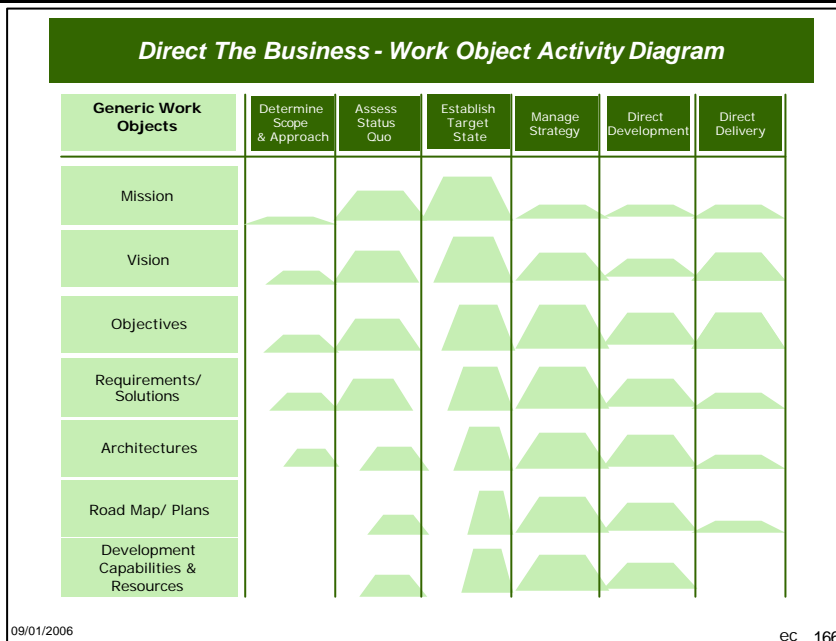 Direct The Business - Work Object Activity Diagram
Generic Work
Objects
Determine
Scope
& Approach
Assess
Status
Quo
Establish
Target
State
Manage
Strategy
Direct
Development
Direct
Delivery
Mission
Vision
Objectives
Requirements/
Solutions
Architectures
Road Map/ Plans
Development
Capabilities &
Resources
09/01/2006
ec 166